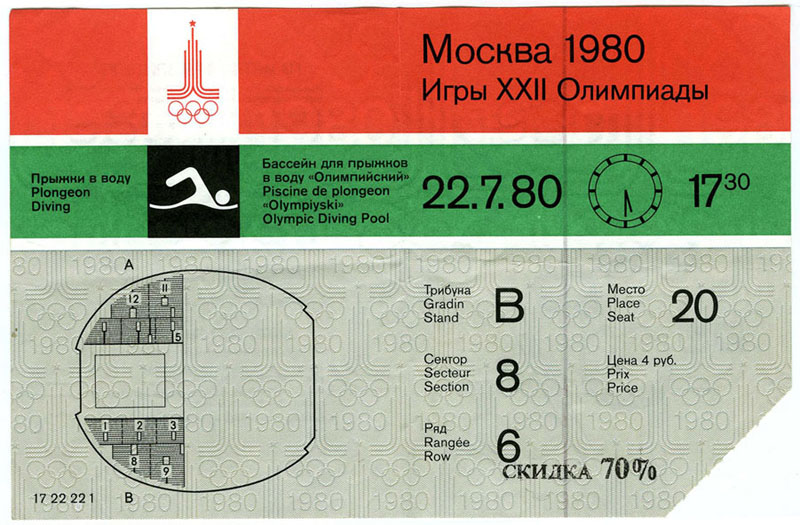 Москва 1980
Игры XXII Олимпиады
Прыжки в воду
Plongeon
Diving
Бассейн для прыжков
в воду «Олимпийский»
Piscine de plongeon
«Olympiyski»
Olympic Diving Pool
22.7.80
17 30
A
11
12
5
1 2 3
8
9
B
17 22 22 1
Трибуна
Gradin
Stand
B
Место
Place
Seat
20
Сектор
Secteur
Section
8
Цена 4 руб.
Prix
Price
Ряд
Rangée
Row
6
СКИДКА 70%